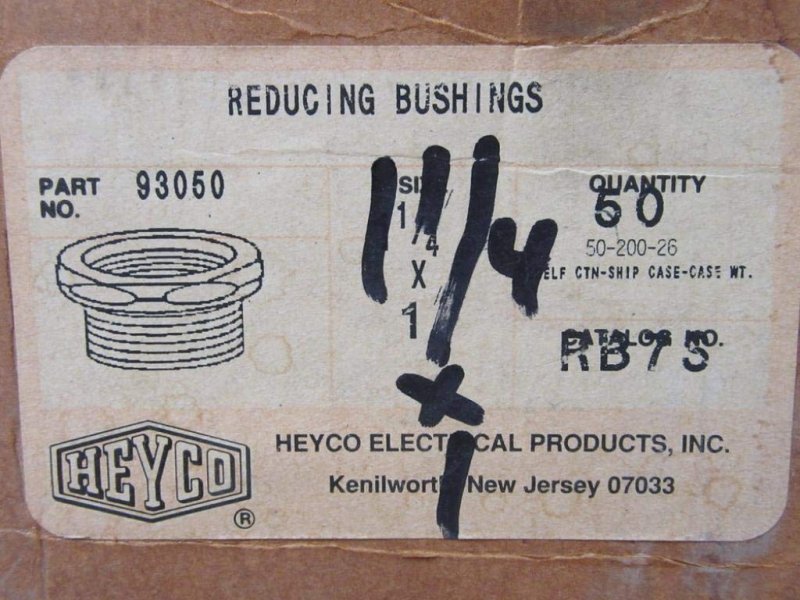 REDUCING BUSHINGS
PART NO. 93050
SIZE
1 1/4
X
1
1 1/4
X
1
QUANTITY
50
50-200-26
ELF CTN-SHIP CASE-CASE WT.
CATALOG NO.
RB75
HEYCO
®
HEYCO ELECTRICAL PRODUCTS, INC.
Kenilworth, New Jersey 07033